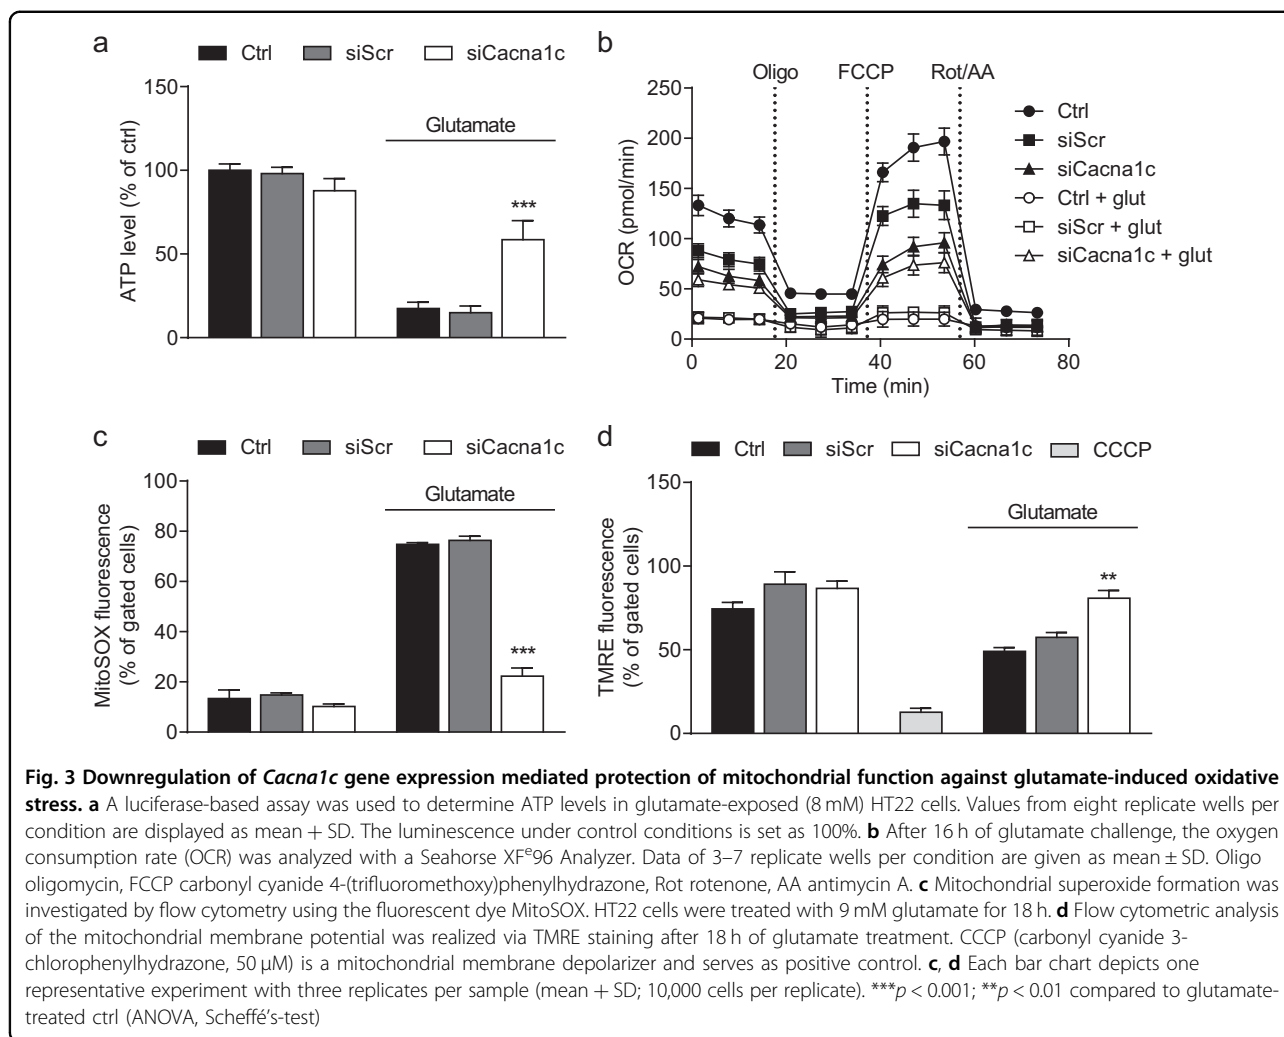 a
Ctrl siScr siCacna1c
150
100
50
0
ATP level (% of ctrl)
Glutamate
***
b
Oligo FCCP Rot/AA
250
200
150
100
50
0
OCR (pmol/min)
0 20 40 60 80
Time (min)
Ctrl
siScr
siCacna1c
Ctrl + glut
siScr + glut
siCacna1c + glut
c
Ctrl siScr siCacna1c
100
80
60
40
20
0
MitoSOX fluorescence
(% of gated cells)
Glutamate
***
d
Ctrl siScr siCacna1c CCCP
150
100
50
0
TMRE fluorescence
(% of gated cells)
Glutamate
**
Fig. 3 Downregulation of Cacna1c gene expression mediated protection of mitochondrial function against glutamate-induced oxidative
stress. a A luciferase-based assay was used to determine ATP levels in glutamate-exposed (8 mM) HT22 cells. Values from eight replicate wells per
condition are displayed as mean + SD. The luminescence under control conditions is set as 100%. b After 16 h of glutamate challenge, the oxygen
consumption rate (OCR) was analyzed with a Seahorse XFe96 Analyzer. Data of 3–7 replicate wells per condition are given as mean ± SD. Oligo
oligomycin, FCCP carbonyl cyanide 4-(trifluoromethoxy)phenylhydrazone, Rot rotenone, AA antimycin A. c Mitochondrial superoxide formation was
investigated by flow cytometry using the fluorescent dye MitoSOX. HT22 cells were treated with 9 mM glutamate for 18 h. d Flow cytometric analysis
of the mitochondrial membrane potential was realized via TMRE staining after 18 h of glutamate treatment. CCCP (carbonyl cyanide 3-
chlorophenylhydrazone, 50 µM) is a mitochondrial membrane depolarizer and serves as positive control. c, d Each bar chart depicts one
representative experiment with three replicates per sample (mean + SD; 10,000 cells per replicate). ***p < 0.001; **p < 0.01 compared to glutamate-
treated ctrl (ANOVA, Scheffé's-test)